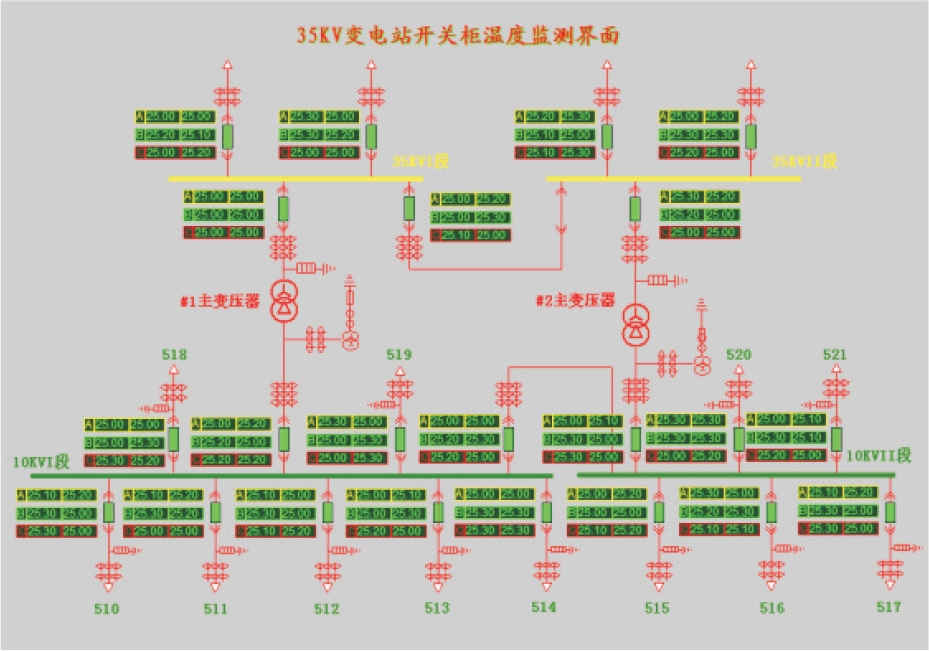 35KV变电站开关柜温度监测界面
A 25.00 25.00
B 25.20 25.10
C 25.00 25.20
A 25.30 25.00
B 25.30 25.20
C 25.00 25.00
A 25.20 25.30
B 25.10 25.00
C 25.10 25.30
A 25.00 25.20
B 25.30 25.30
C 25.20 25.00
35KVI段
35KVII段
A 25.00 25.00
B 25.00 25.00
C 25.00 25.00
A 25.00 25.20
B 25.00 25.30
C 25.10 25.00
A 25.30 25.20
B 25.20 25.00
C 25.00 25.00
#1主变压器
#2主变压器
518
519
520
521
A 25.00 25.00
B 25.00 25.30
C 25.30 25.20
A 25.00 25.20
B 25.20 25.00
C 25.20 25.20
A 25.30 25.00
B 25.30 25.00
C 25.00 25.30
A 25.00 25.00
B 25.20 25.00
C 25.20 25.00
A 25.00 25.10
B 25.30 25.00
C 25.30 25.00
A 25.30 25.30
B 25.30 25.30
C 25.20 25.20
A 25.00 25.10
B 25.30 25.10
C 25.20 25.00
10KVI段
10KVII段
A 25.10 25.20
B 25.30 25.30
C 25.30 25.00
A 25.10 25.20
B 25.30 25.20
C 25.00 25.00
A 25.10 25.30
B 25.00 25.30
C 25.30 25.30
A 25.00 25.10
B 25.30 25.00
C 25.20 25.00
A 25.00 25.00
B 25.30 25.00
C 25.30 25.30
A 25.00 25.20
B 25.00 25.00
C 25.10 25.20
A 25.30 25.00
B 25.20 25.30
C 25.10 25.10
A 25.10 25.20
B 25.30 25.00
C 25.30 25.00
510
511
512
513
514
515
516
517